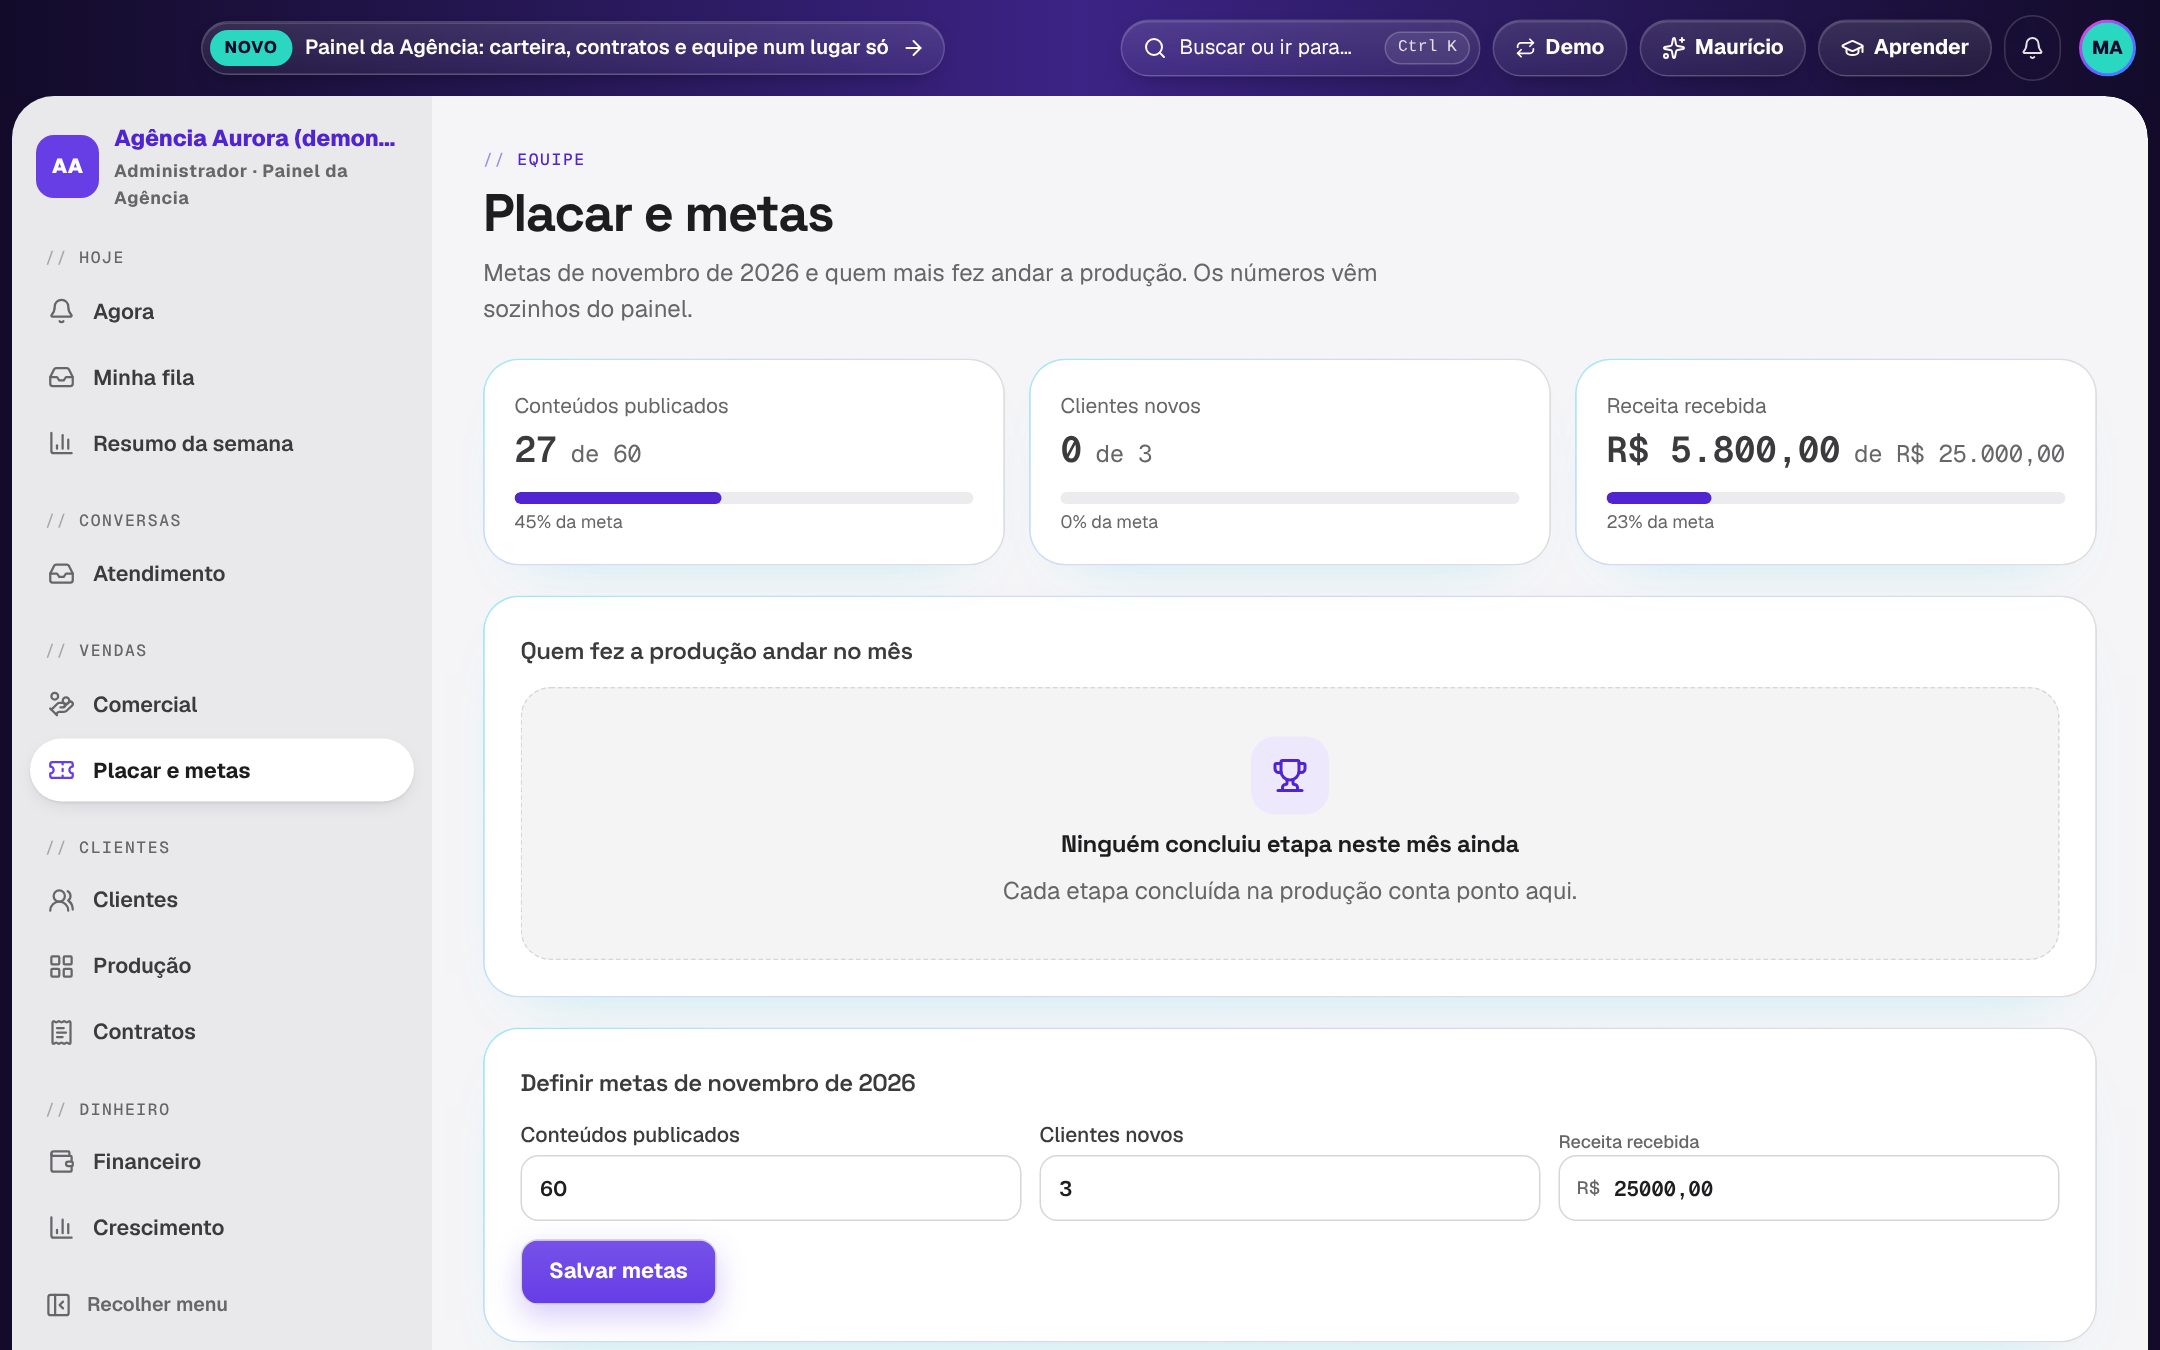 NOVO Painel da Agência: carteira, contratos e equipe num lugar só
Buscar ou ir para... Ctrl K
Demo
Maurício
Aprender
MA
AA
Agência Aurora (demon...
Administrador · Painel da
Agência
// HOJE
Agora
Minha fila
Resumo da semana
// CONVERSAS
Atendimento
// VENDAS
Comercial
Placar e metas
// CLIENTES
Clientes
Produção
Contratos
// DINHEIRO
Financeiro
Crescimento
Recolher menu
// EQUIPE
Placar e metas
Metas de novembro de 2026 e quem mais fez andar a produção. Os números vêm
sozinhos do painel.
Conteúdos publicados
27 de 60
45% da meta
Clientes novos
0 de 3
0% da meta
Receita recebida
R$ 5.800,00 de R$ 25.000,00
23% da meta
Quem fez a produção andar no mês
Ninguém concluiu etapa neste mês ainda
Cada etapa concluída na produção conta ponto aqui.
Definir metas de novembro de 2026
Conteúdos publicados
60
Clientes novos
3
Receita recebida
R$ 25000,00
Salvar metas